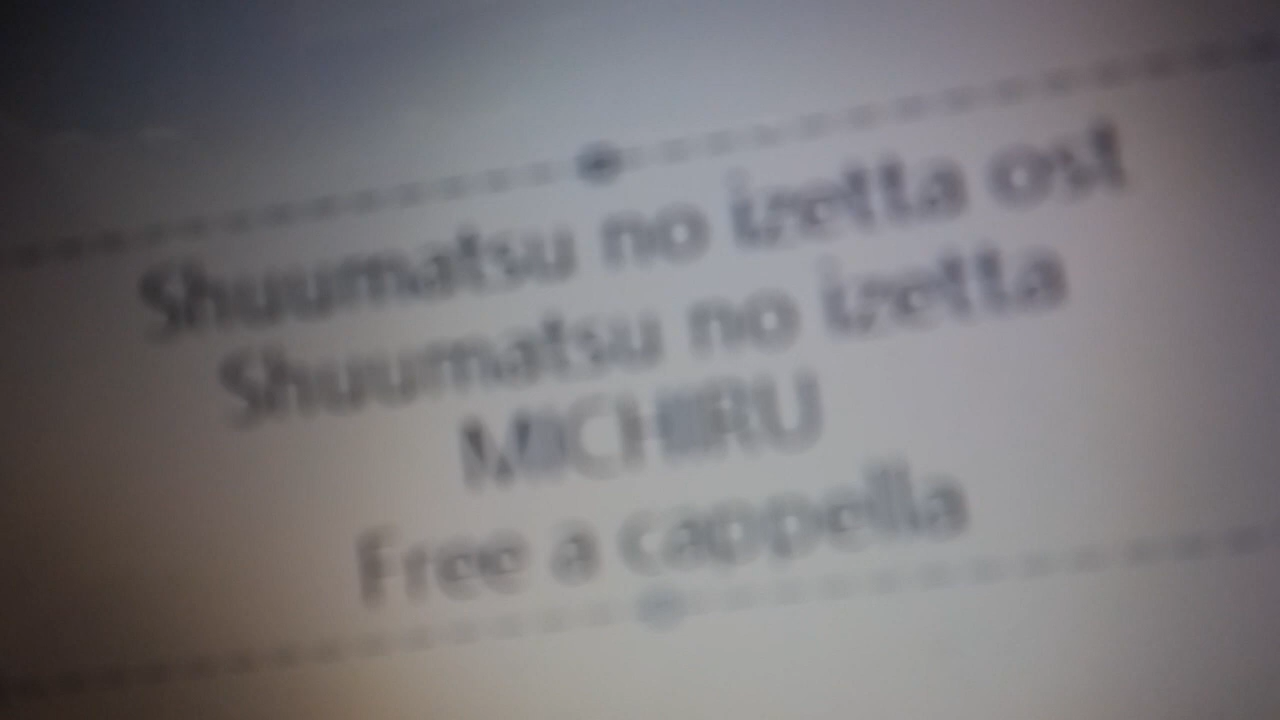 Shuumatsu no izetta ost
Shuumatsu no izetta
MICHIRU
Free a cappella